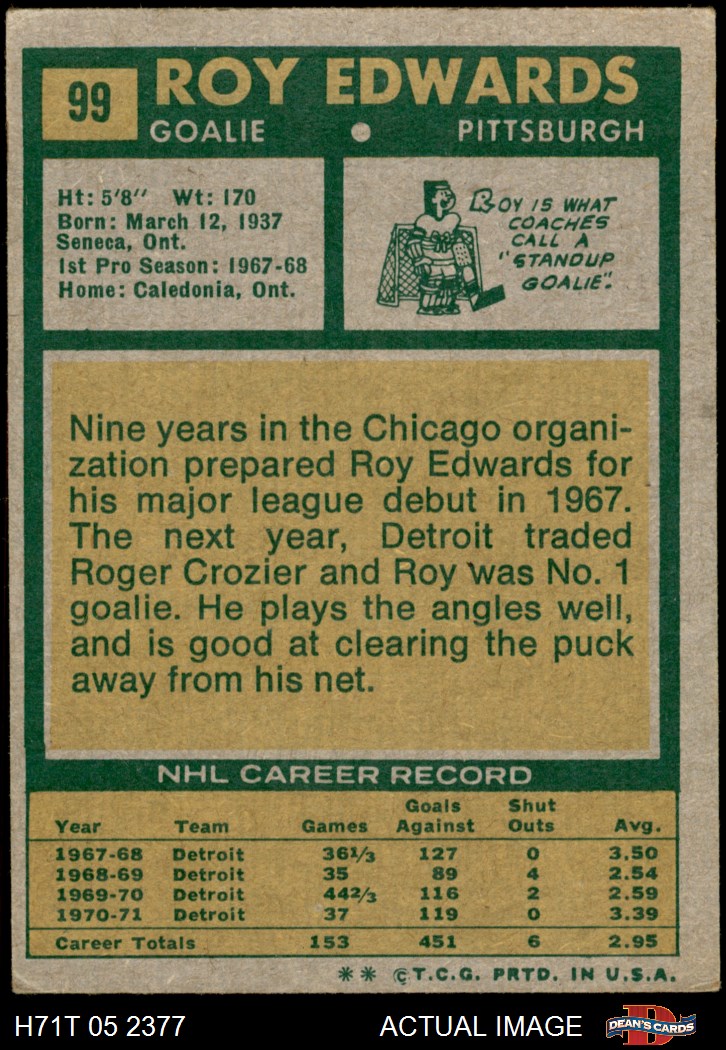 99
ROY EDWARDS
GOALIE
PITTSBURGH
Ht: 5'8" Wt: 170
Born: March 12, 1937
Seneca, Ont.
1st Pro Season: 1967-68
Home: Caledonia, Ont.
ROY IS WHAT
COACHES
CALL A
"STANDUP
GOALIE".
Nine years in the Chicago organi-
zation prepared Roy Edwards for
his major league debut in 1967.
The next year, Detroit traded
Roger Crozier and Roy was No. 1
goalie. He plays the angles well,
and is good at clearing the puck
away from his net.
NHL CAREER RECORD
Year Team Games Goals Against Shut Outs Avg.
1967-68 Detroit 36 1/3 127 0 3.50
1968-69 Detroit 35 89 4 2.54
1969-70 Detroit 44 2/3 116 2 2.59
1970-71 Detroit 37 119 0 3.39
Career Totals 153 451 6 2.95
** © T.C.G. PRTD. IN U.S.A.
H71T 05 2377 ACTUAL IMAGE DEAN'S CARDS